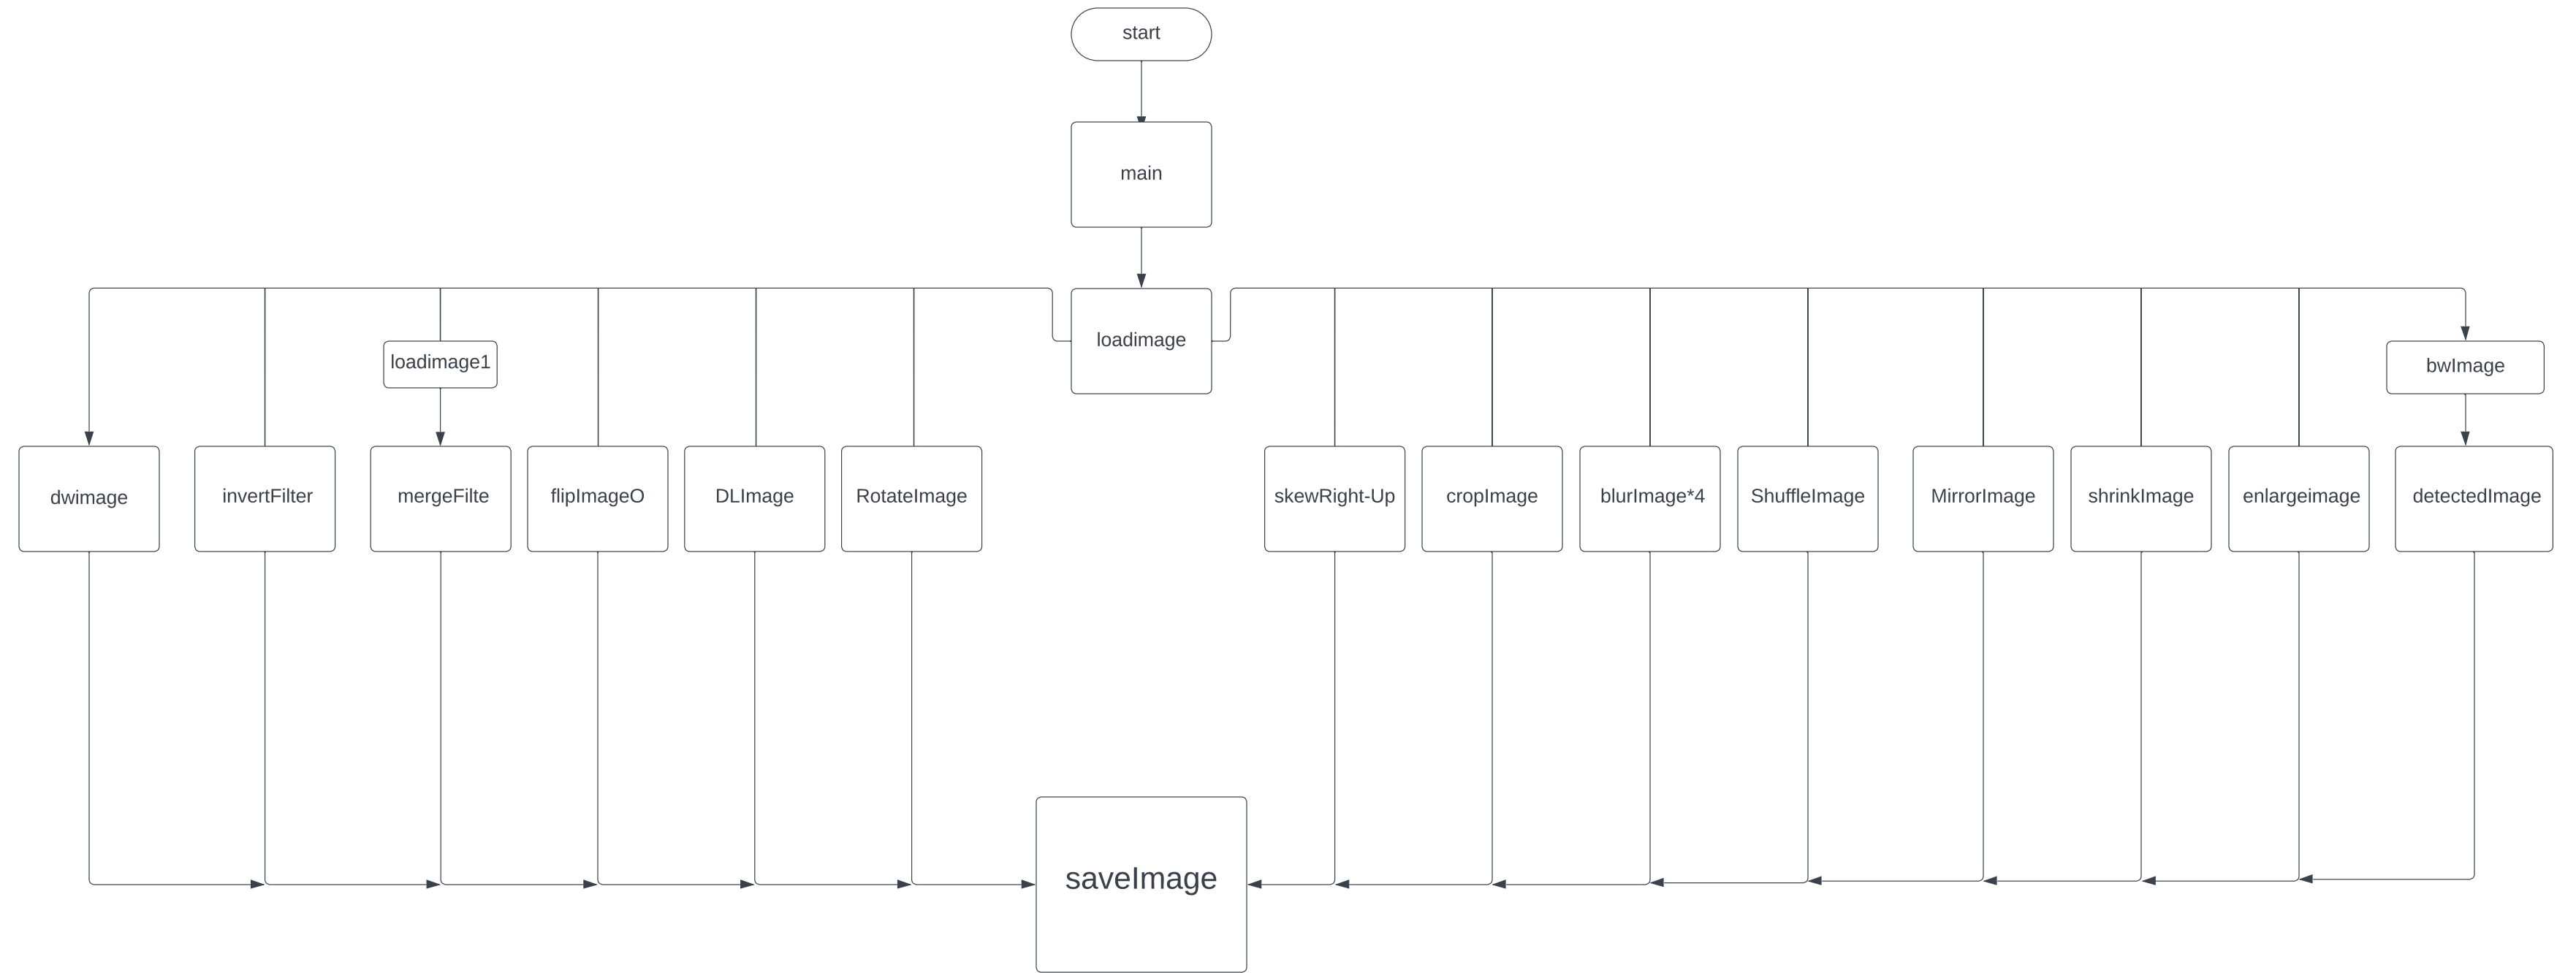 start
main
loadimage
loadimage1
bwImage
dwimage
invertFilter
mergeFilte
flipImageO
DLImage
RotateImage
skewRight-Up
cropImage
blurImage*4
ShuffleImage
MirrorImage
shrinkImage
enlargeimage
detectedImage
saveImage